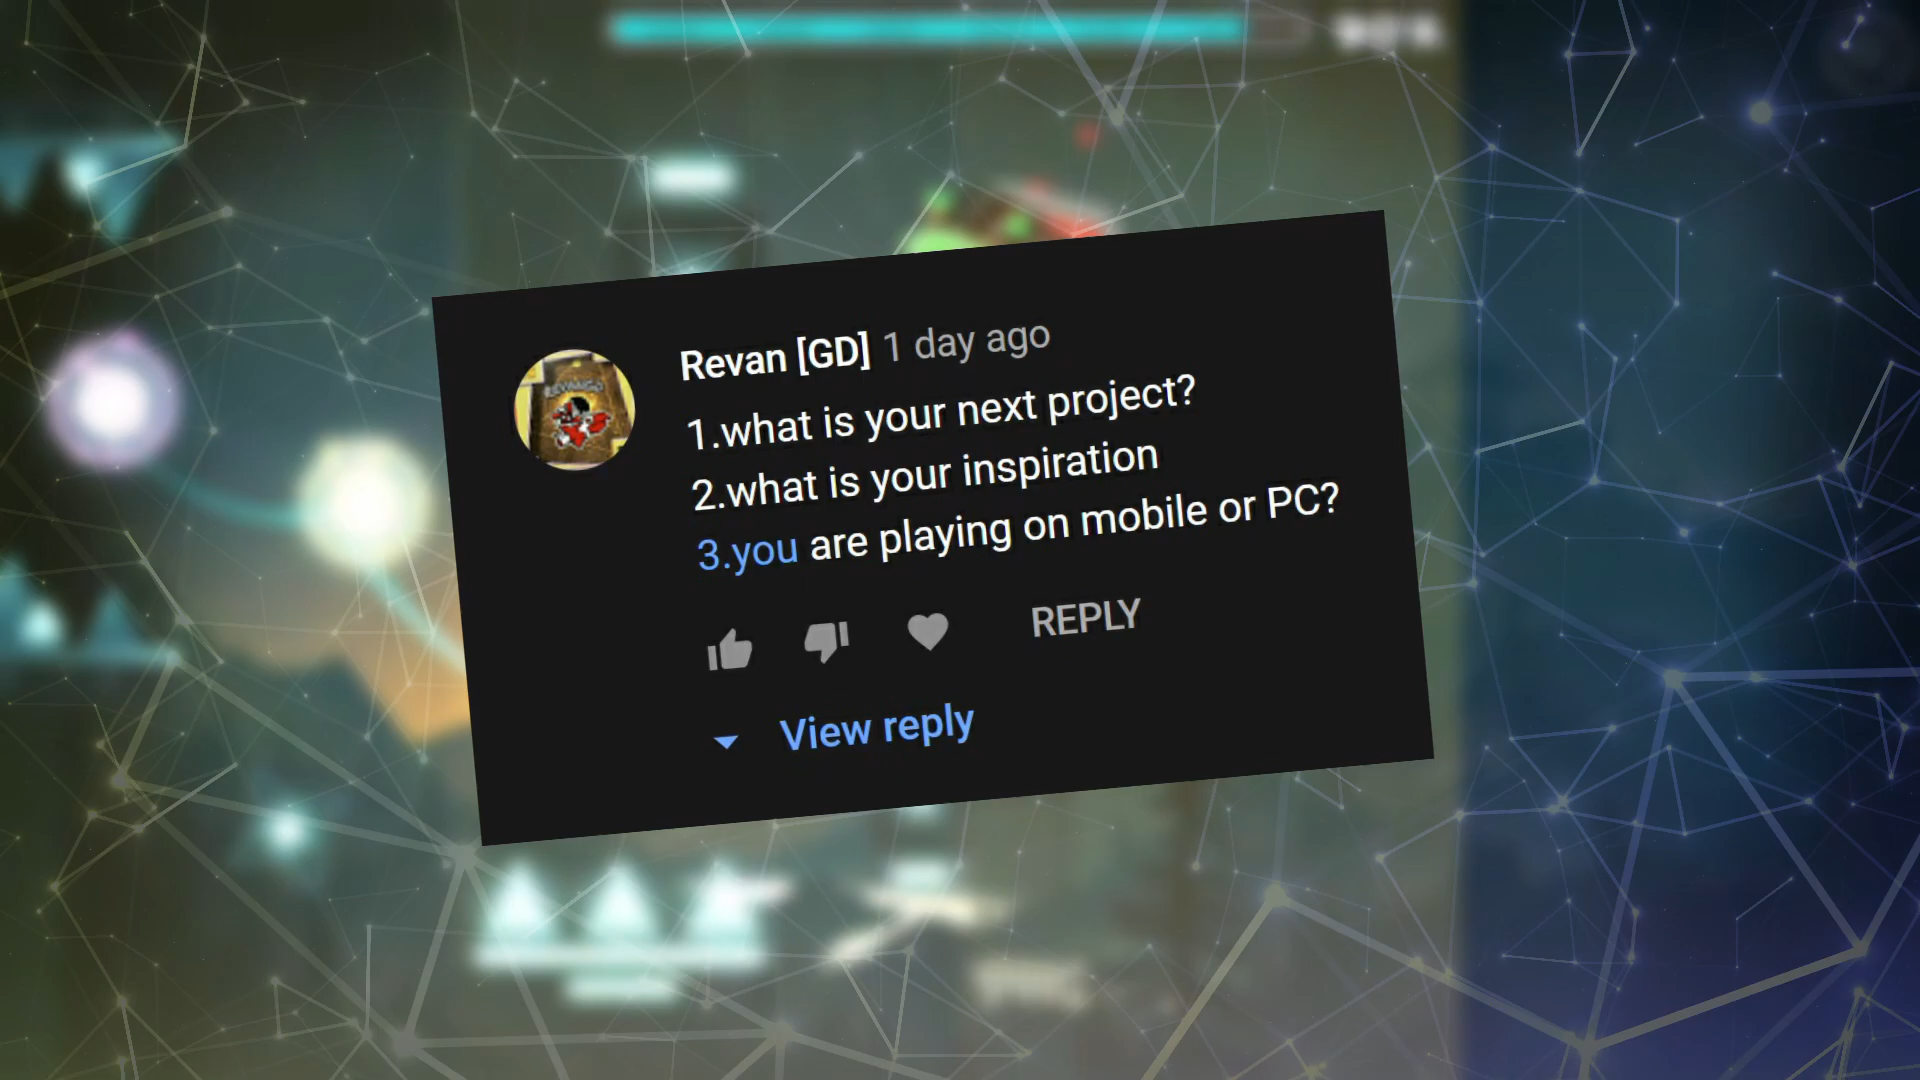 Revan [GD] 1 day ago
1.what is your next project?
2.what is your inspiration
3.you are playing on mobile or PC?
REPLY
View reply